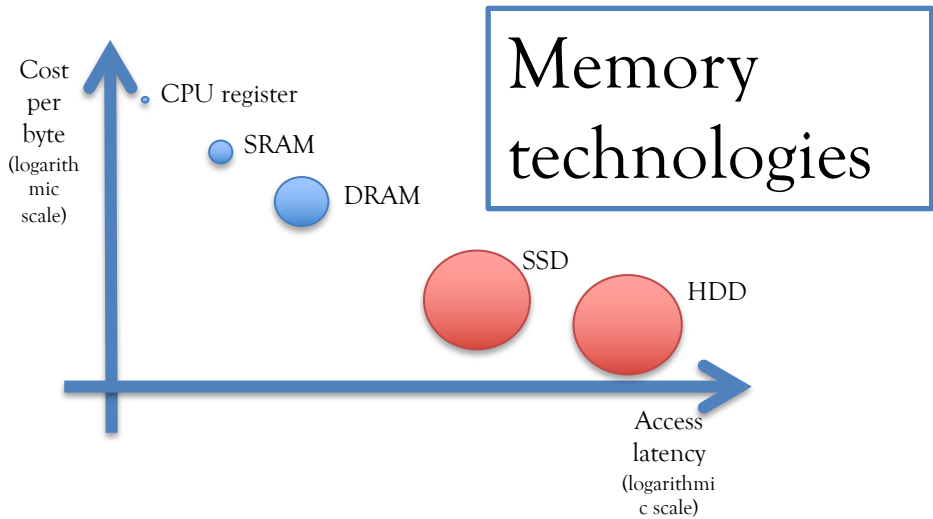 Memory
technologies
Cost
per
byte
(logarith
mic
scale)
CPU register
SRAM
DRAM
SSD
HDD
Access
latency
(logarithmi
c scale)